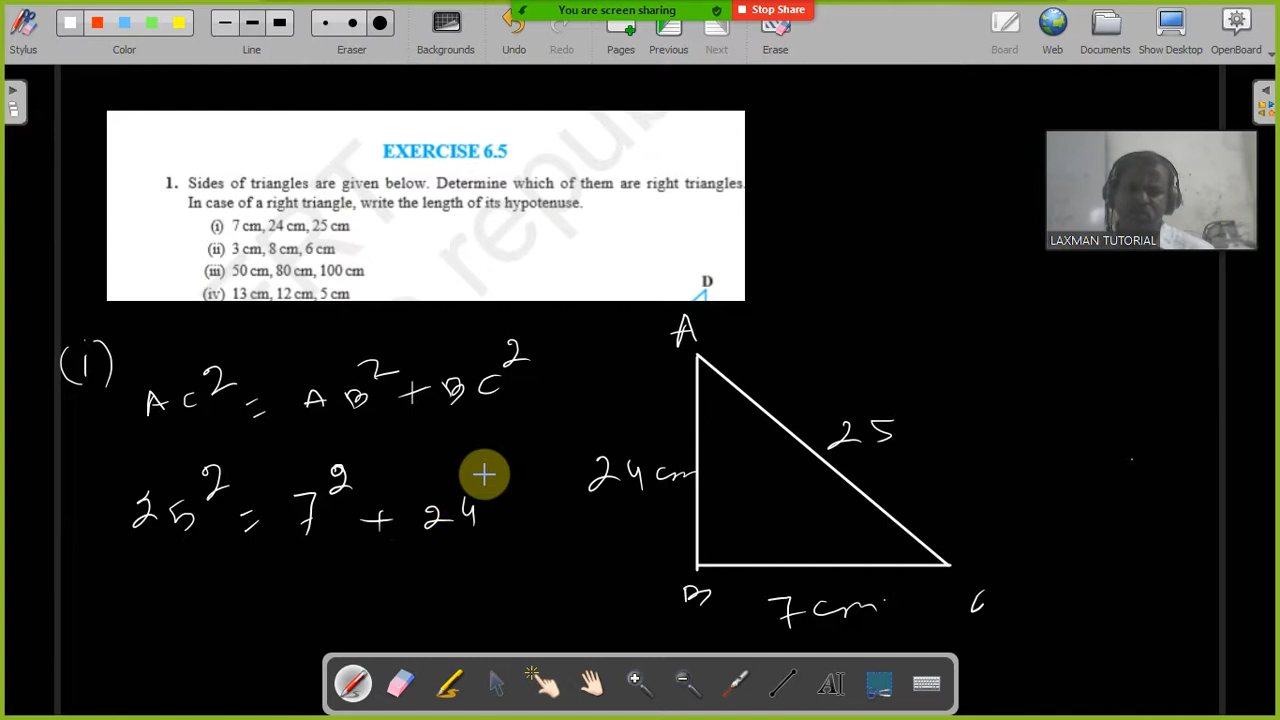 You are screen sharing
Stop Share
Stylus
Color
Line
Eraser
Backgrounds
Undo
Redo
Pages
Previous
Next
Erase
Board
Web
Documents
Show Desktop
OpenBoard
EXERCISE 6.5
1. Sides of triangles are given below. Determine which of them are right triangles.
In case of a right triangle, write the length of its hypotenuse.
(i) 7 cm, 24 cm, 25 cm
(ii) 3 cm, 8 cm, 6 cm
(iii) 50 cm, 80 cm, 100 cm
(iv) 13 cm, 12 cm, 5 cm
D
republ
LAXMAN TUTORIAL
(i)
AC² = AB² + BC²
25² = 7² + 24
A
24 cm
25
B
7 cm
AI